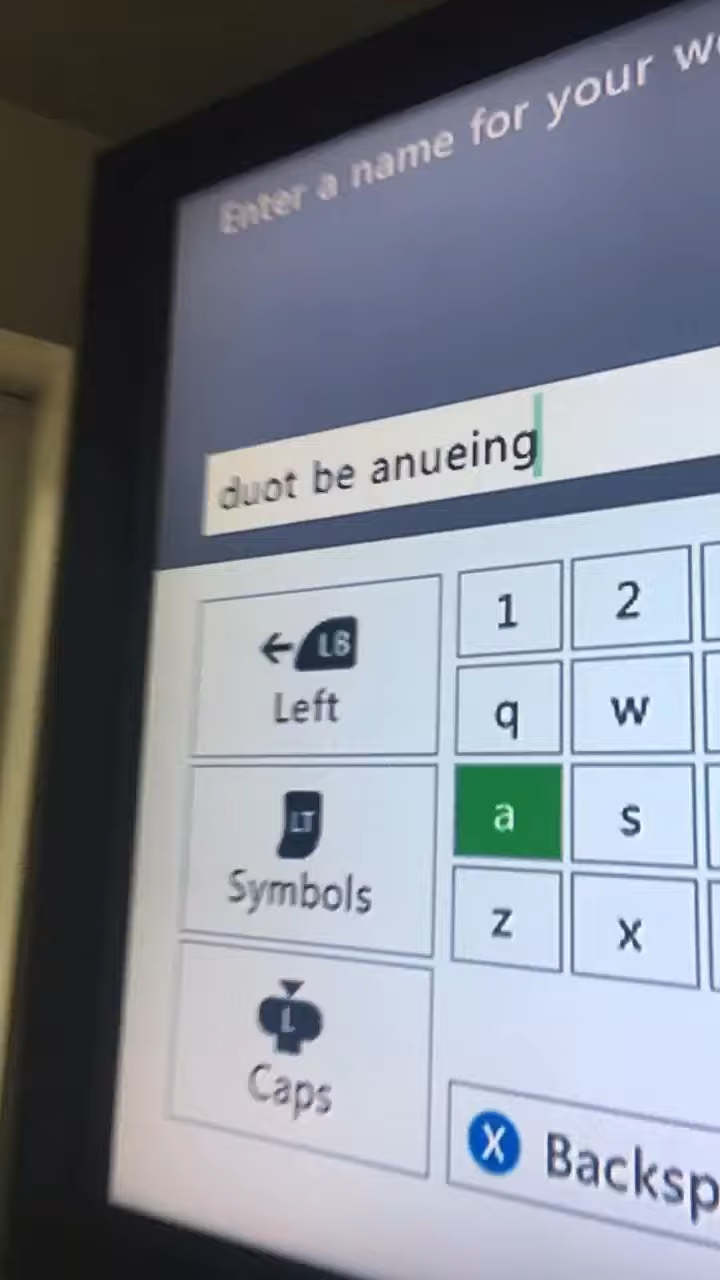 Enter a name for your w
duot be anueing
LB
Left
1
2
q
w
LT
a
s
Symbols
z
x
L
Caps
X Backsp